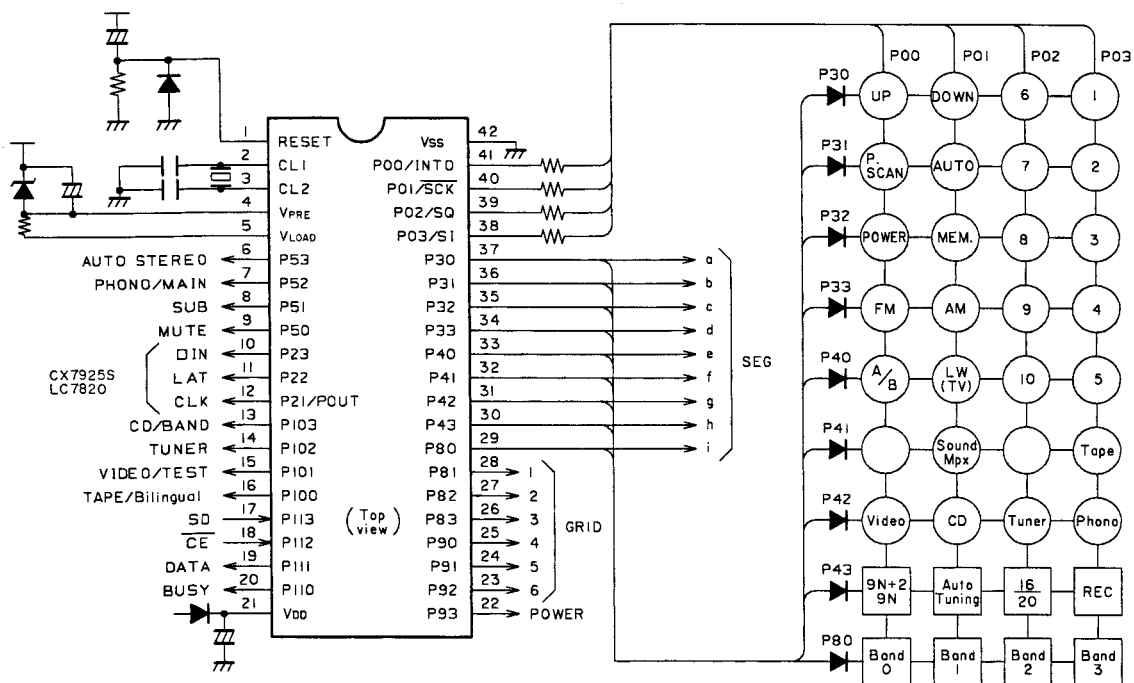 RESET
CL1
CL2
VPRE
VLOAD
P53
P52
P51
P50
P23
P22
P21/POUT
P103
P102
P101
P100
P113
P112
P111
P110
VDD
1
2
3
4
5
6
7
8
9
10
11
12
13
14
15
16
17
18
19
20
21
AUTO STEREO
PHONO/MAIN
SUB
MUTE
DIN
LAT
CLK
CX7925S
LC7820
CD/BAND
TUNER
VIDEO/TEST
TAPE/Bilingual
SD
CE
DATA
BUSY
(Top
view)
Vss
P00/INT0
P01/SCK
P02/SQ
P03/SI
P30
P31
P32
P33
P40
P41
P42
P43
P80
P81
P82
P83
P90
P91
P92
P93
42
41
40
39
38
37
36
35
34
33
32
31
30
29
28
27
26
25
24
23
22
a
b
c
d
e
f
g
h
i
SEG
1
2
3
4
5
6
GRID
POWER
P00
P01
P02
P03
P30
UP
DOWN
6
1
P31
P.
SCAN
AUTO
7
2
P32
POWER
MEM.
8
3
P33
FM
AM
9
4
P40
A/B
LW
(TV)
10
5
P41
Sound
Mpx
Tape
P42
Video
CD
Tuner
Phono
P43
9N+2
9N
Auto
Tuning
16
20
REC
P80
Band
0
Band
1
Band
2
Band
3